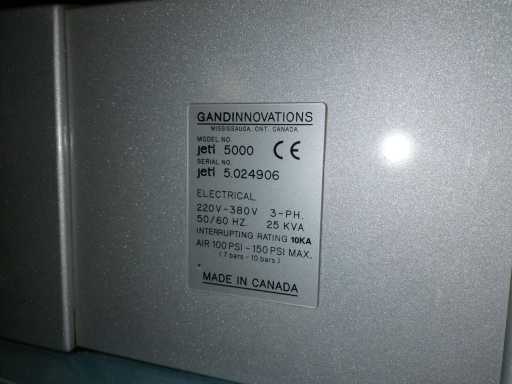 GANDINNOVATIONS
MISSISSAUGA, ONT. CANADA
MODEL NO.
jeti 5000 CE
SERIAL NO.
jeti 5.024906
ELECTRICAL
220V-380V 3-PH.
50/60 HZ. 25 KVA
INTERRUPTING RATING 10KA
AIR 100 PSI - 150 PSI MAX.
(7 bars - 10 bars)
MADE IN CANADA